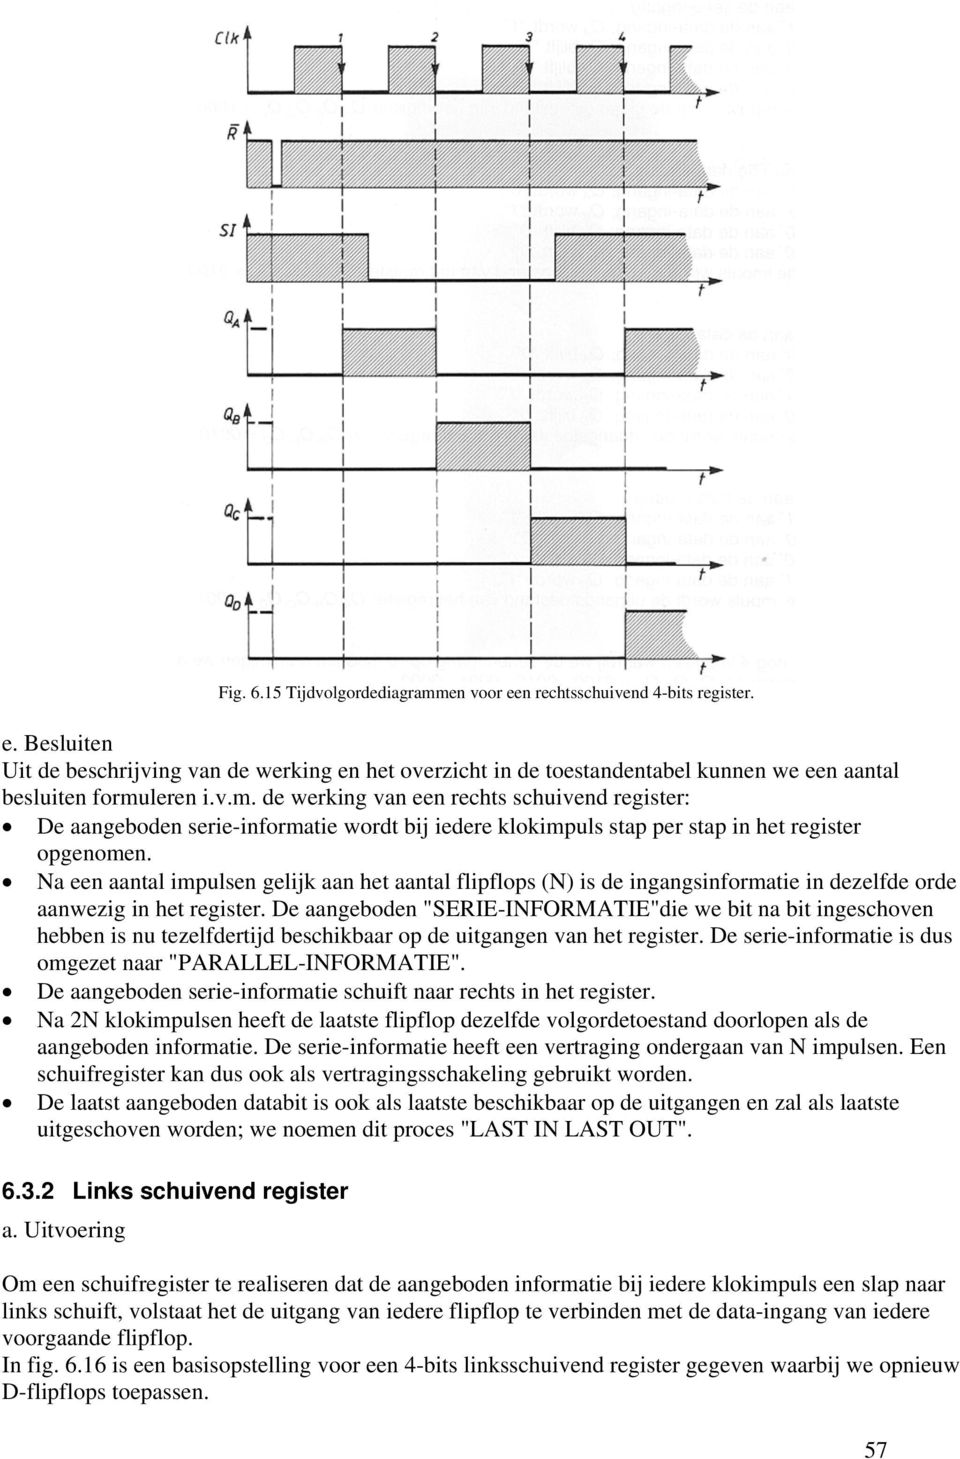 Clk 1 2 3 4
t
R̅
t
SI
t
Q_A
t
Q_B
t
Q_C
t
Q_D
t
Fig. 6.15 Tijdvolgordediagrammen voor een rechtsschuivend 4-bits register.
e. Besluiten
Uit de beschrijving van de werking en het overzicht in de toestandentabel kunnen we een aantal
besluiten formuleren i.v.m. de werking van een rechts schuivend register:
• De aangeboden serie-informatie wordt bij iedere klokimpuls stap per stap in het register
opgenomen.
• Na een aantal impulsen gelijk aan het aantal flipflops (N) is de ingangsinformatie in dezelfde orde
aanwezig in het register. De aangeboden "SERIE-INFORMATIE"die we bit na bit ingeschoven
hebben is nu tezelfdertijd beschikbaar op de uitgangen van het register. De serie-informatie is dus
omgezet naar "PARALLEL-INFORMATIE".
• De aangeboden serie-informatie schuift naar rechts in het register.
• Na 2N klokimpulsen heeft de laatste flipflop dezelfde volgordetoestand doorlopen als de
aangeboden informatie. De serie-informatie heeft een vertraging ondergaan van N impulsen. Een
schuifregister kan dus ook als vertragingsschakeling gebruikt worden.
• De laatst aangeboden databit is ook als laatste beschikbaar op de uitgangen en zal als laatste
uitgeschoven worden; we noemen dit proces "LAST IN LAST OUT".
6.3.2 Links schuivend register
a. Uitvoering
Om een schuifregister te realiseren dat de aangeboden informatie bij iedere klokimpuls een slap naar
links schuift, volstaat het de uitgang van iedere flipflop te verbinden met de data-ingang van iedere
voorgaande flipflop.
In fig. 6.16 is een basisopstelling voor een 4-bits linksschuivend register gegeven waarbij we opnieuw
D-flipflops toepassen.
57